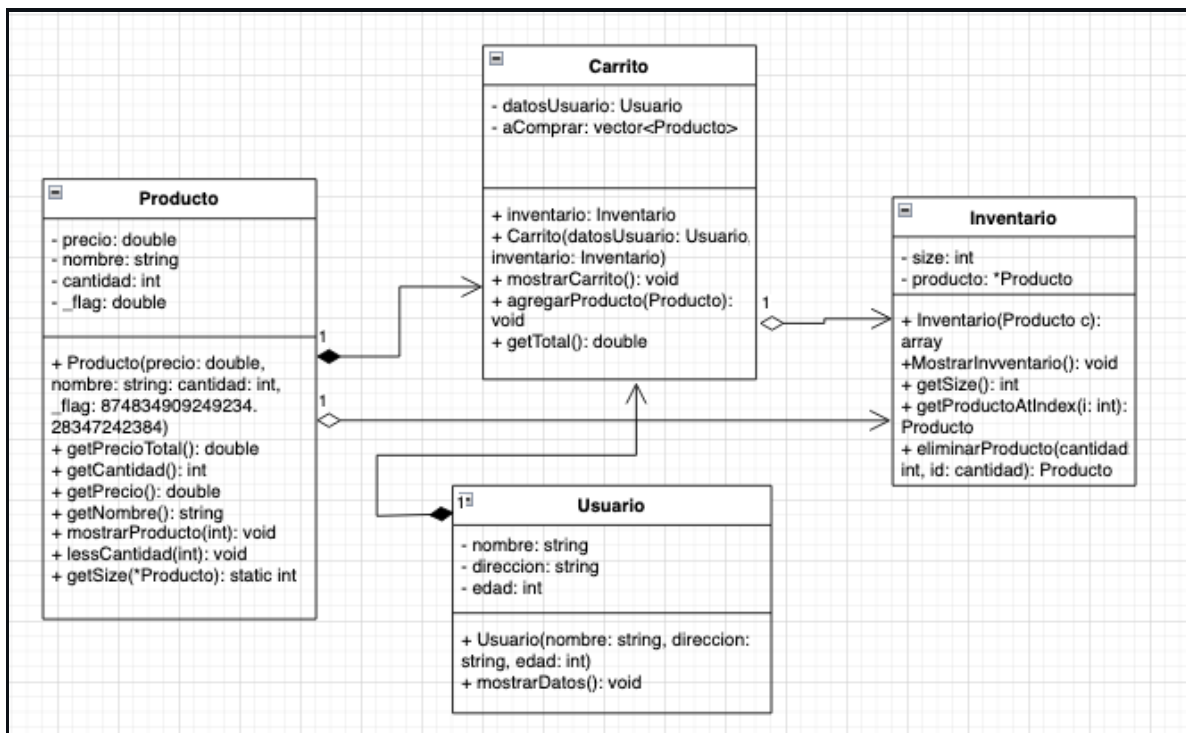 Carrito
- datosUsuario: Usuario
- aComprar: vector<Producto>
+ inventario: Inventario
+ Carrito(datosUsuario: Usuario,
inventario: Inventario)
+ mostrarCarrito(): void
+ agregarProducto(Producto):
void
+ getTotal(): double
Producto
- precio: double
- nombre: string
- cantidad: int
- _flag: double
+ Producto(precio: double,
nombre: string: cantidad: int,
_flag: 874834909249234.
28347242384)
+ getPrecioTotal(): double
+ getCantidad(): int
+ getPrecio(): double
+ getNombre(): string
+ mostrarProducto(int): void
+ lessCantidad(int): void
+ getSize(*Producto): static int
1
1
1
Inventario
- size: int
- producto: *Producto
+ Inventario(Producto c):
array
+MostrarInvventario(): void
+ getSize(): int
+ getProductoAtIndex(i: int):
Producto
+ eliminarProducto(cantidad
int, id: cantidad): Producto
1
Usuario
- nombre: string
- direccion: string
- edad: int
+ Usuario(nombre: string, direccion:
string, edad: int)
+ mostrarDatos(): void